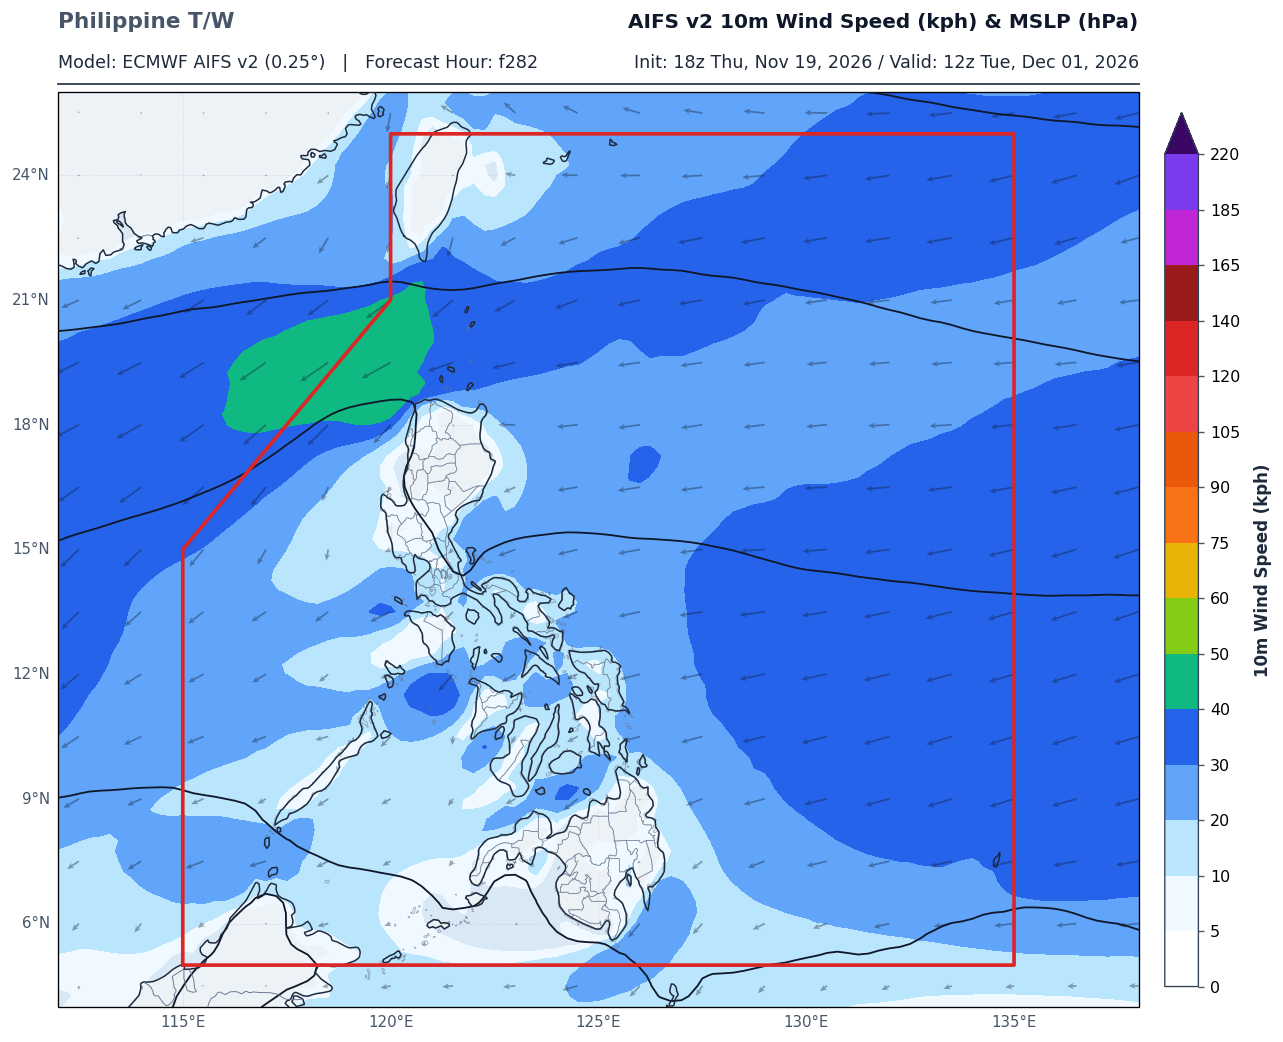 Philippine T/W
AIFS v2 10m Wind Speed (kph) & MSLP (hPa)
Model: ECMWF AIFS v2 (0.25°)   |   Forecast Hour: f282
Init: 18z Thu, Nov 19, 2026 / Valid: 12z Tue, Dec 01, 2026
24°N
21°N
18°N
15°N
12°N
9°N
6°N
115°E
120°E
125°E
130°E
135°E
220
185
165
140
120
105
90
75
60
50
40
30
20
10
5
0
10m Wind Speed (kph)